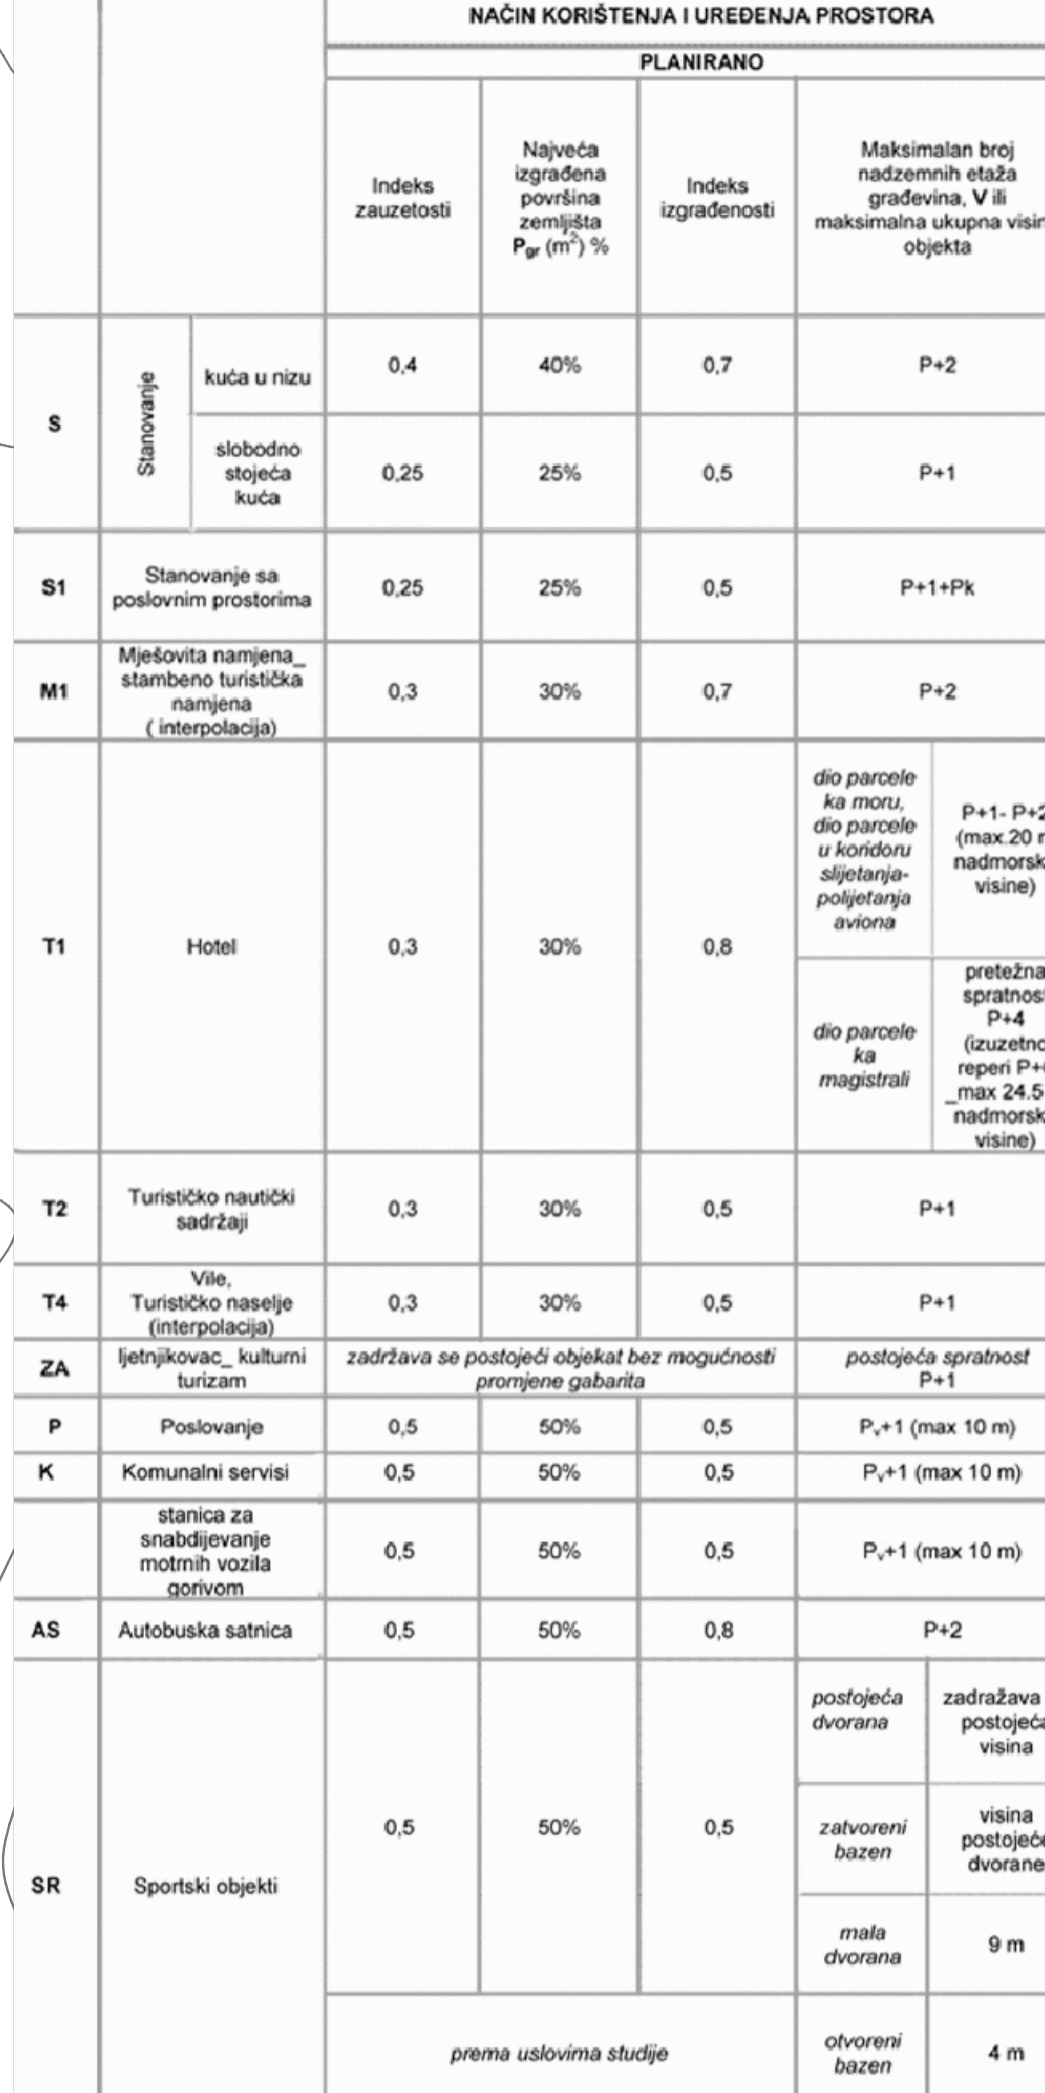 NAČIN KORIŠTENJA I UREĐENJA PROSTORA
PLANIRANO
Indeks
zauzetosti
Najveća
izgrađena
površina
zemljišta
Pgr (m²) %
Indeks
izgrađenosti
Maksimalan broj
nadzemnih etaža
građevina, V ili
maksimalna ukupna
objekta
S
Stanovanje
kuća u nizu
0,4
40%
0,7
P+2
slobodno
stojeća
kuća
0,25
25%
0,5
P+1
S1
Stanovanje sa
poslovnim prostorima
0,25
25%
0,5
P+1+Pk
M1
Mješovita namjena_
stambeno turistička
namjena
( interpolacija)
0,3
30%
0,7
P+2
T1
Hotel
0,3
30%
0,8
dio parcele
ka moru,
dio parcele
u koridoru
slijetanja-
polijetanja
aviona
P+1- P+2
(max.20
visine)
dio parcele
ka
magistrali
pretežna
P+4
reperi
_max 24.5
visine)
T2
Turističko nautički
sadržaji
0,3
30%
0,5
P+1
T4
Vile,
Turističko naselje
(interpolacija)
0,3
30%
0,5
P+1
ZA
ljetnjikovac_ kulturni
turizam
zadržava se postojeći objekat bez mogućnosti
promjene gabarita
postojeća spratnost
P+1
P
Poslovanje
0,5
50%
0,5
Pv+1 (max 10 m)
K
Komunalni servisi
0,5
50%
0,5
Pv+1 (max 10 m)
stanica za
snabdijevanje
motrnih vozila
gorivom
0,5
50%
0,5
Pv+1 (max 10 m)
AS
Autobuska satnica
0,5
50%
0,8
P+2
SR
Sportski objekti
0,5
50%
0,5
postojeća
dvorana
zadražava
postojeća
visina
zatvoreni
bazen
visina
postojeće
dvorane
mala
dvorana
9 m
prema uslovima studije
otvoreni
bazen
4 m